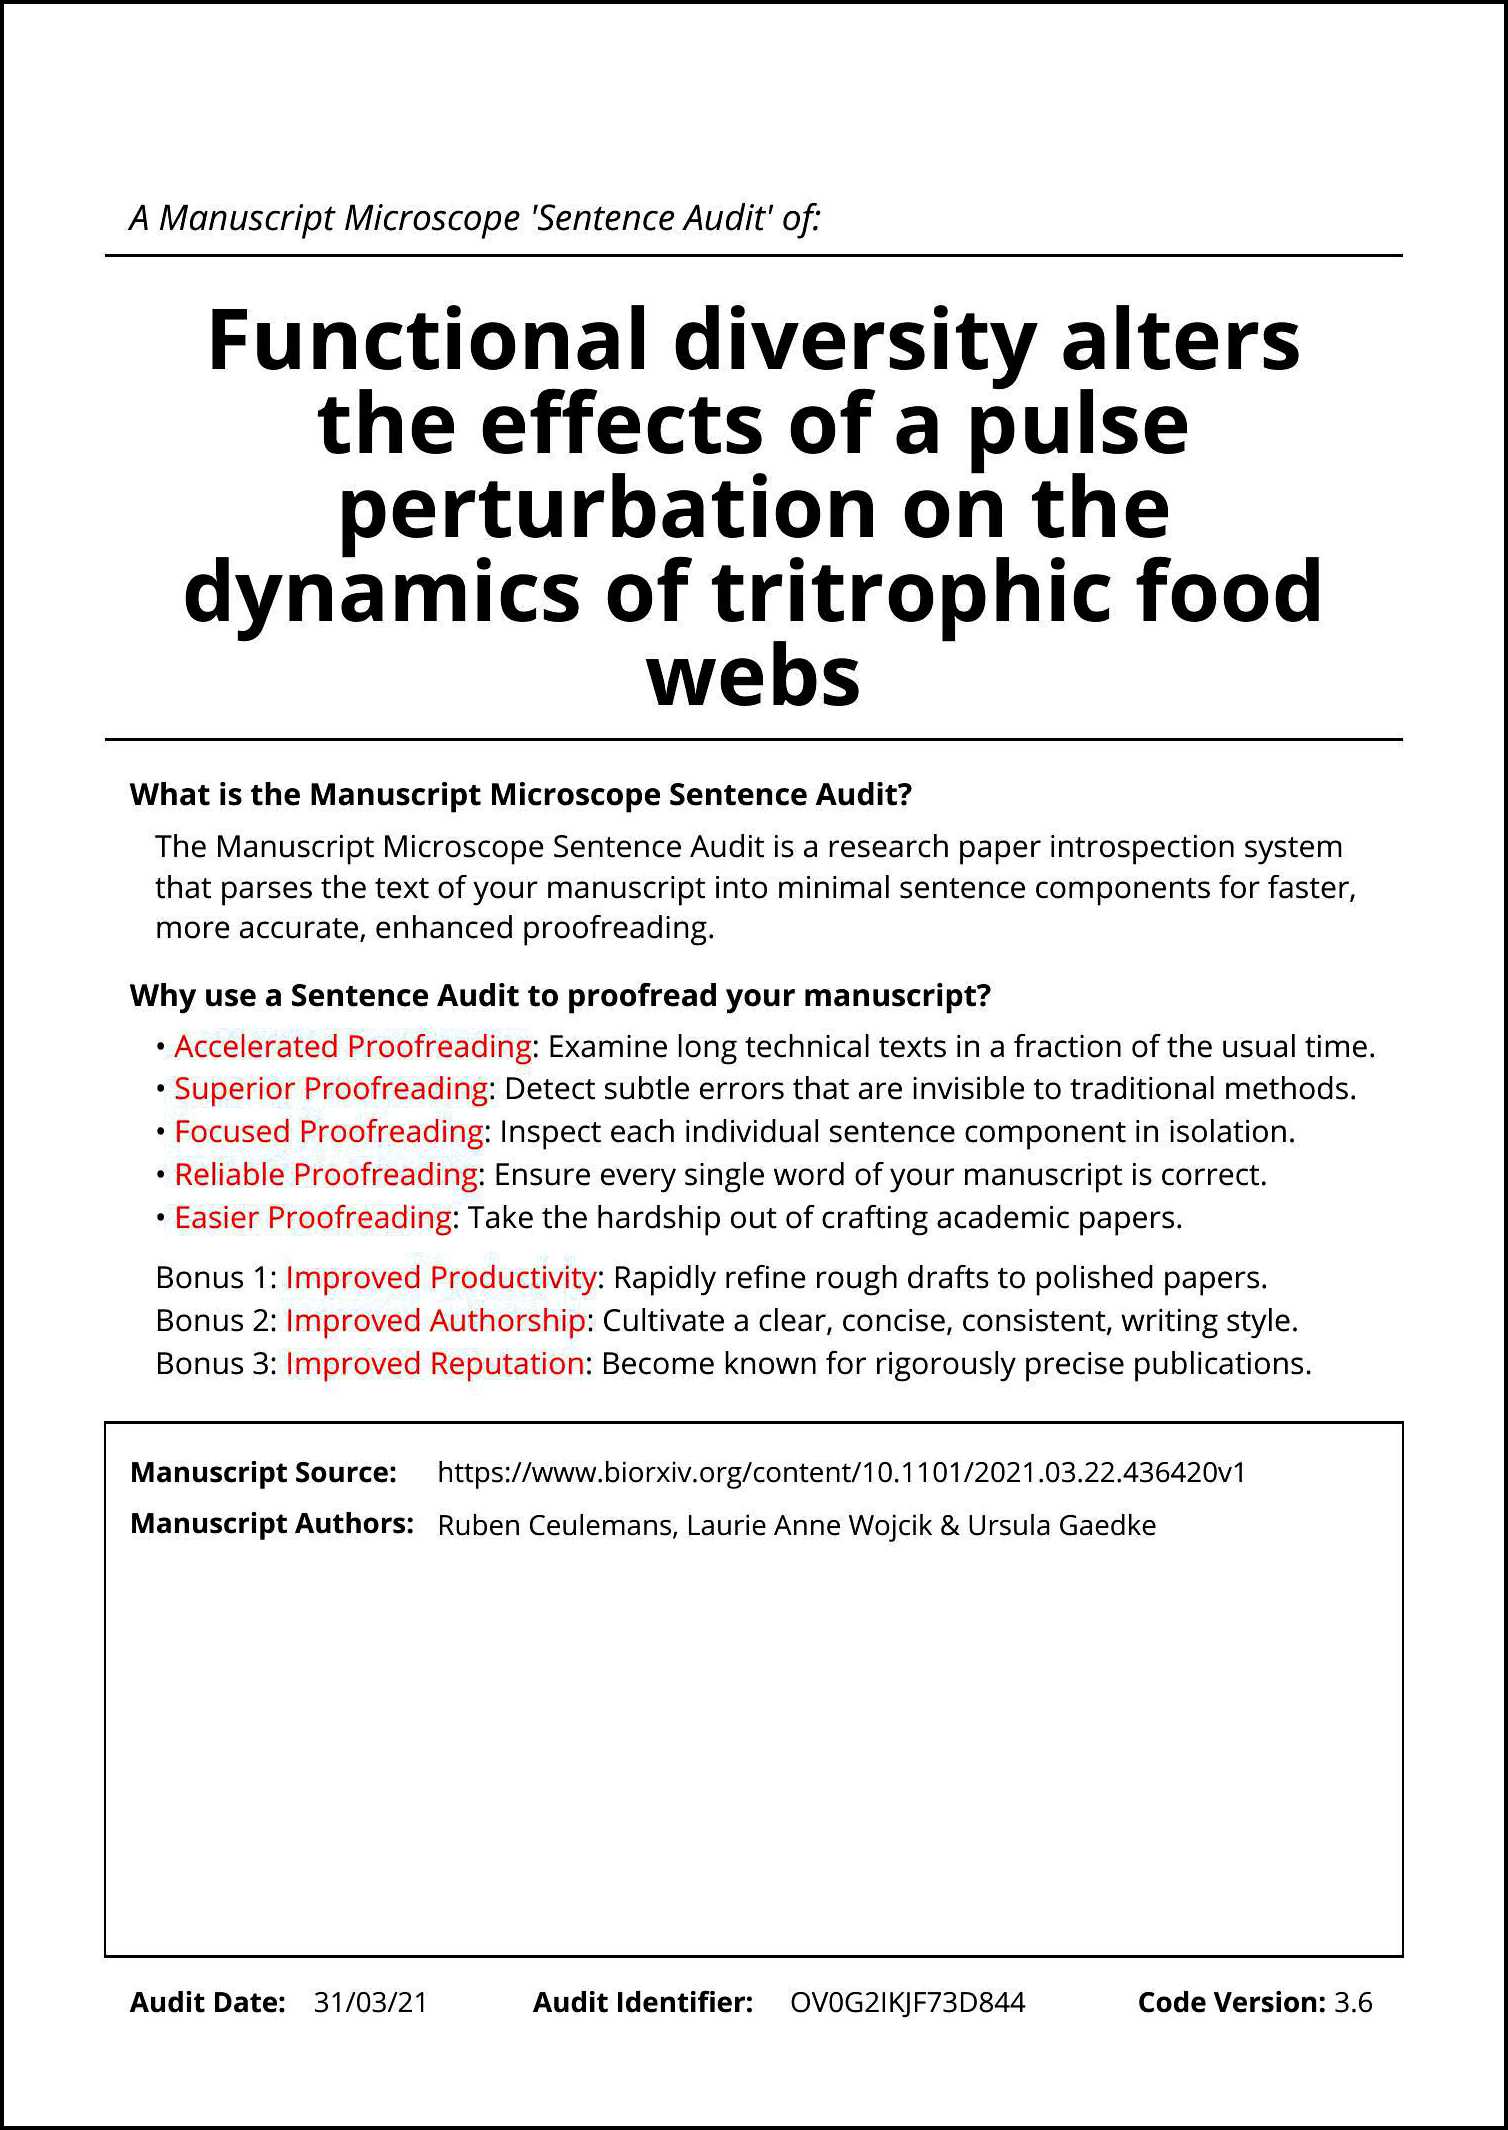 A Manuscript Microscope 'Sentence Audit' of:
Functional diversity alters
the effects of a pulse
perturbation on the
dynamics of tritrophic food
webs
What is the Manuscript Microscope Sentence Audit?
The Manuscript Microscope Sentence Audit is a research paper introspection system
that parses the text of your manuscript into minimal sentence components for faster,
more accurate, enhanced proofreading.
Why use a Sentence Audit to proofread your manuscript?
• Accelerated Proofreading: Examine long technical texts in a fraction of the usual time.
• Superior Proofreading: Detect subtle errors that are invisible to traditional methods.
• Focused Proofreading: Inspect each individual sentence component in isolation.
• Reliable Proofreading: Ensure every single word of your manuscript is correct.
• Easier Proofreading: Take the hardship out of crafting academic papers.
Bonus 1: Improved Productivity: Rapidly refine rough drafts to polished papers.
Bonus 2: Improved Authorship: Cultivate a clear, concise, consistent, writing style.
Bonus 3: Improved Reputation: Become known for rigorously precise publications.
Manuscript Source: https://www.biorxiv.org/content/10.1101/2021.03.22.436420v1
Manuscript Authors: Ruben Ceulemans, Laurie Anne Wojcik & Ursula Gaedke
Audit Date: 31/03/21 Audit Identifier: OV0G2IKJF73D844 Code Version: 3.6